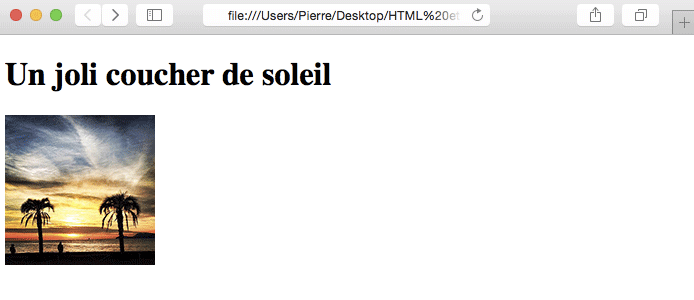 file:///Users/Pierre/Desktop/HTML%20et
Un joli coucher de soleil